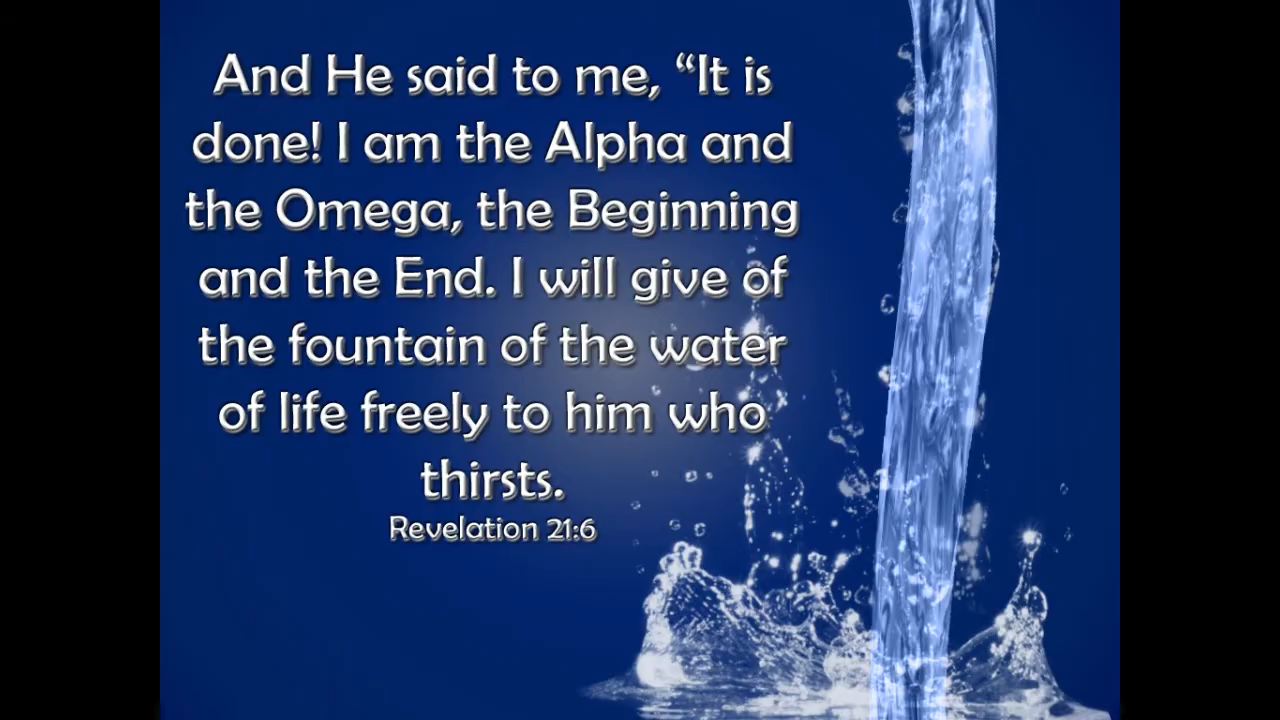 And He said to me, “It is
done! I am the Alpha and
the Omega, the Beginning
and the End. I will give of
the fountain of the water
of life freely to him who
thirsts.
Revelation 21:6